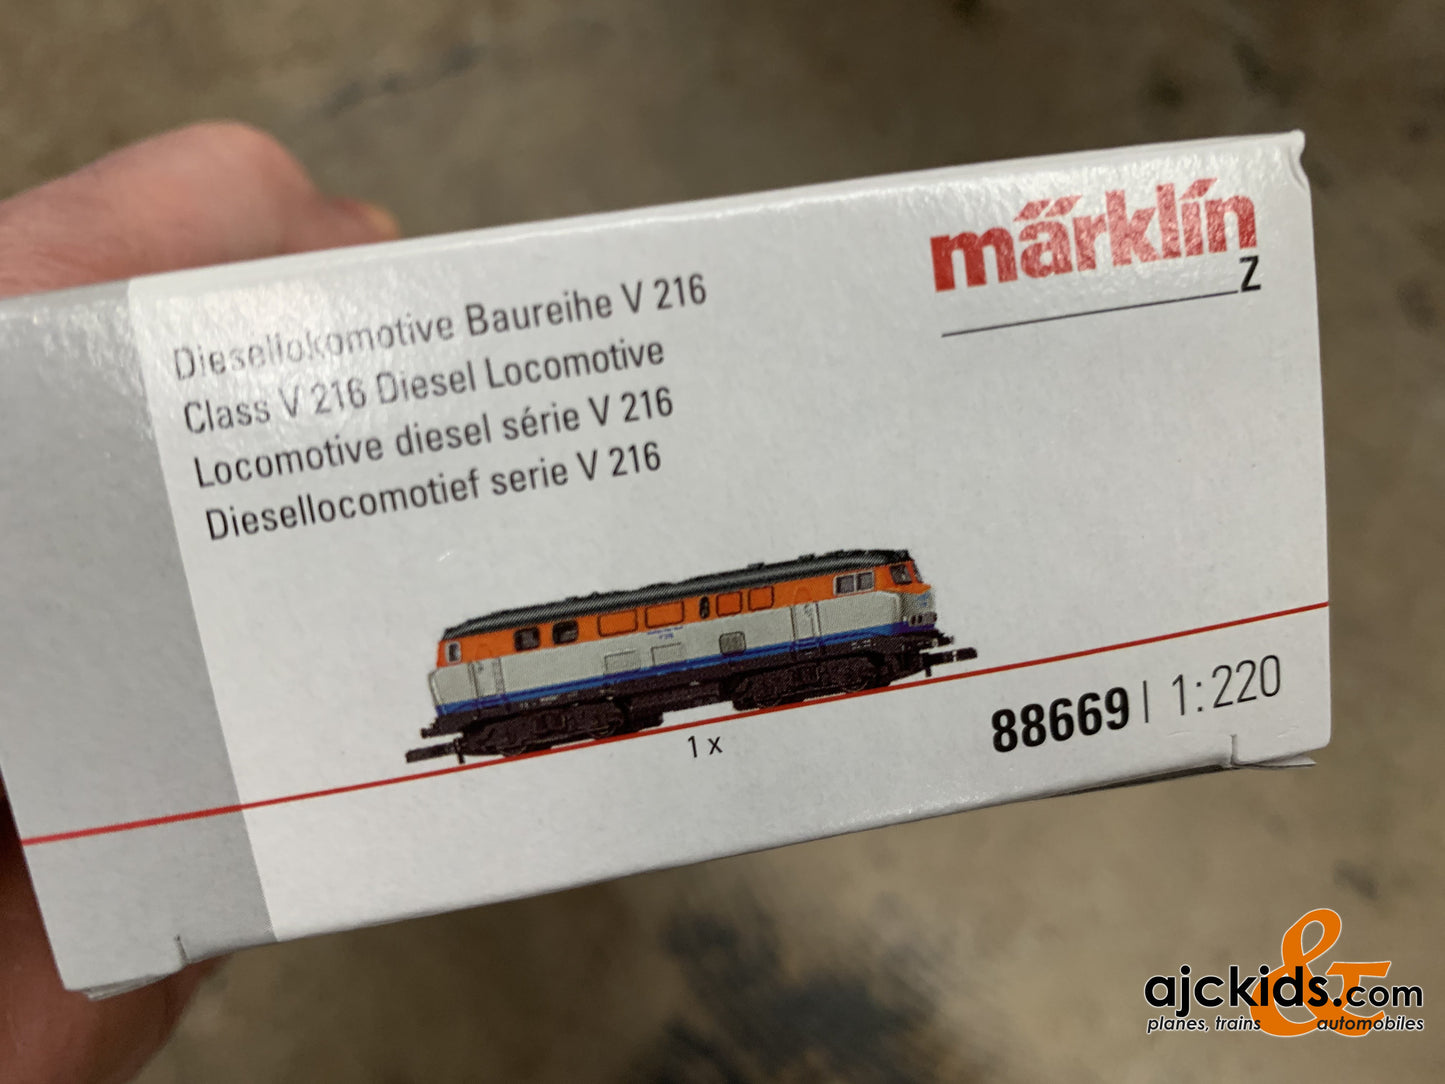 Diesellokomotive Baureihe V 216
Class V 216 Diesel Locomotive
Locomotive diesel série V 216
Diesellocomotief serie V 216
märklin
Z
1 x
88669 | 1:220
&
ajckids.com
planes, trains automobiles